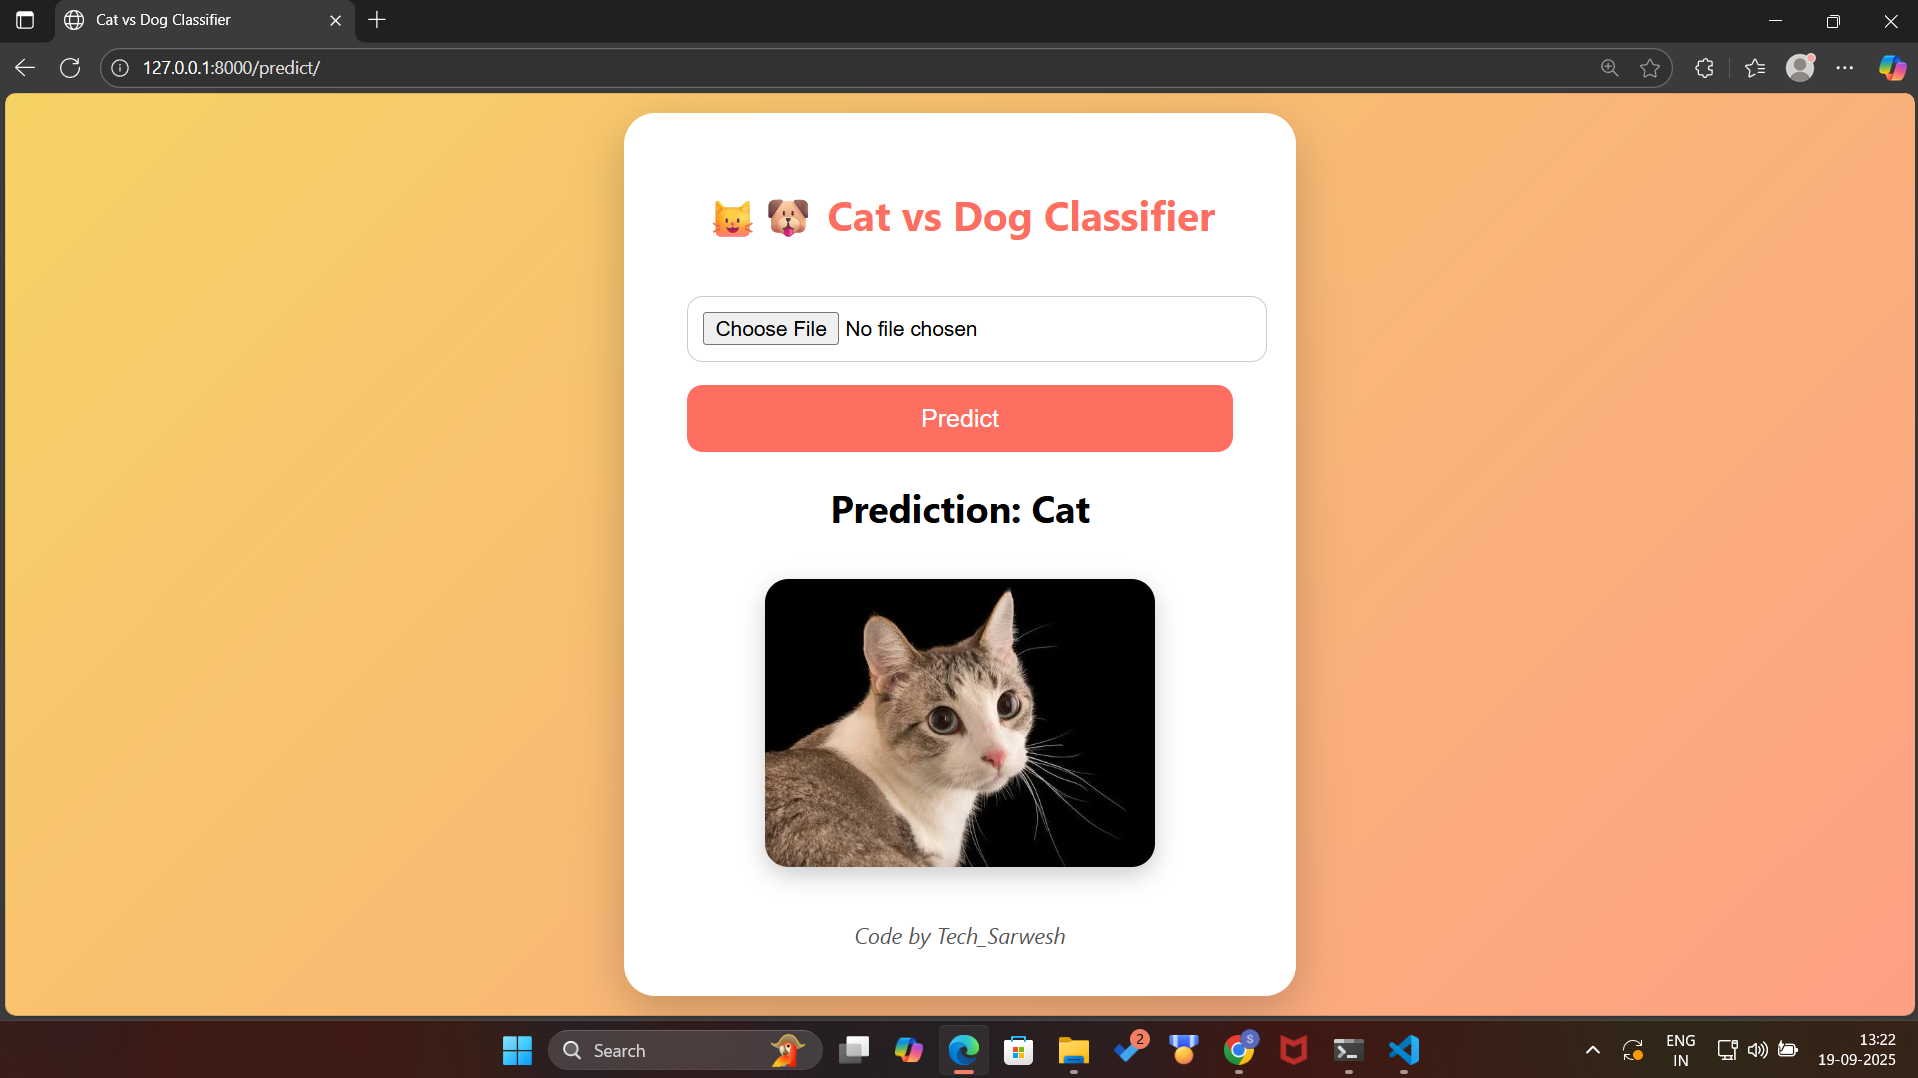 Cat vs Dog Classifier
127.0.0.1:8000/predict/
Cat vs Dog Classifier
Choose File No file chosen
Predict
Prediction: Cat
Code by Tech_Sarwesh
Search
2
S
ENG
IN
13:22
19-09-2025